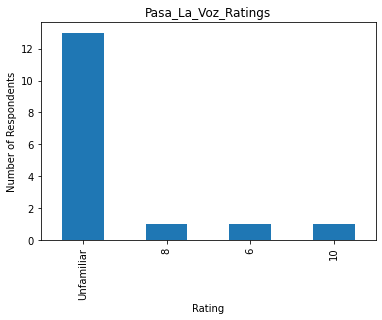 Pasa_La_Voz_Ratings
Number of Respondents
12
10
8
6
4
2
0
Unfamiliar
8
6
10
Rating